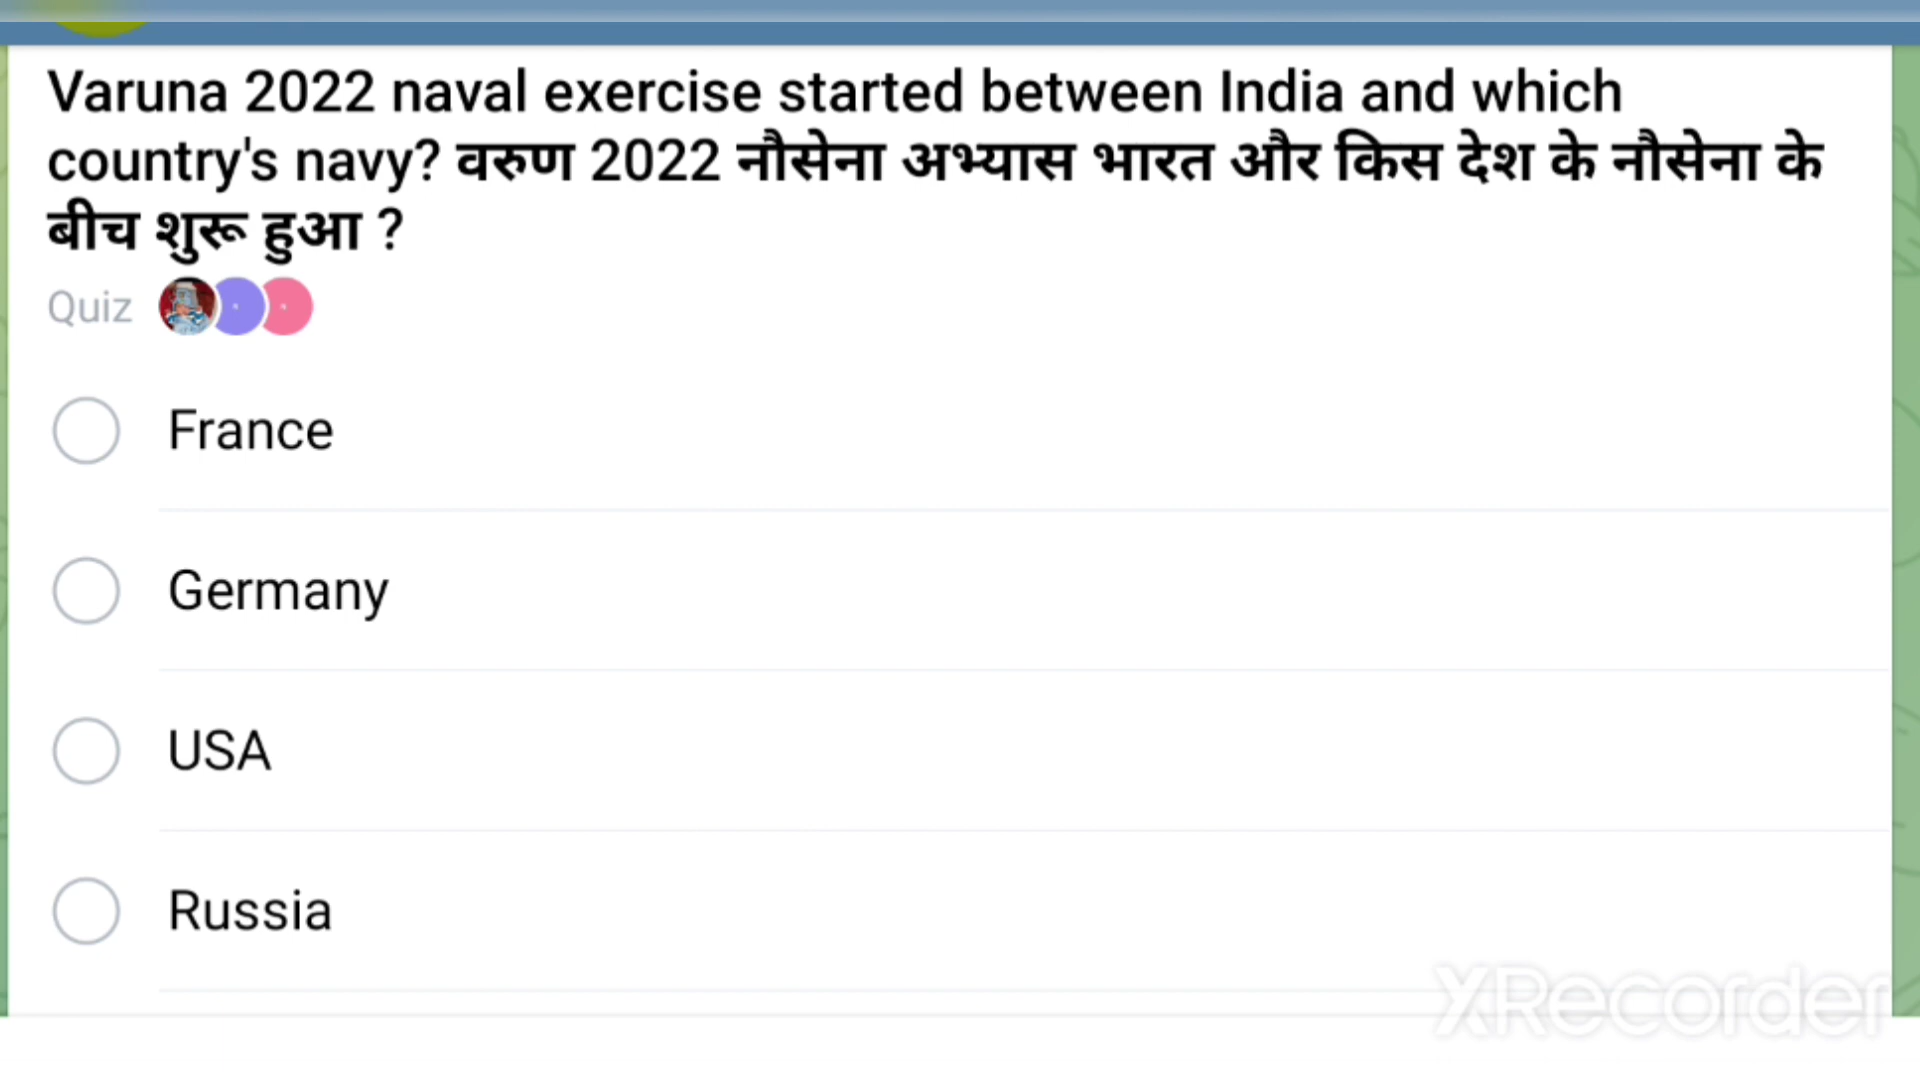 Varuna 2022 naval exercise started between India and which
country's navy? वरुण 2022 नौसेना अभ्यास भारत और किस देश के नौसेना के
बीच शुरू हुआ ?
Quiz
France
Germany
USA
Russia
XRecorder